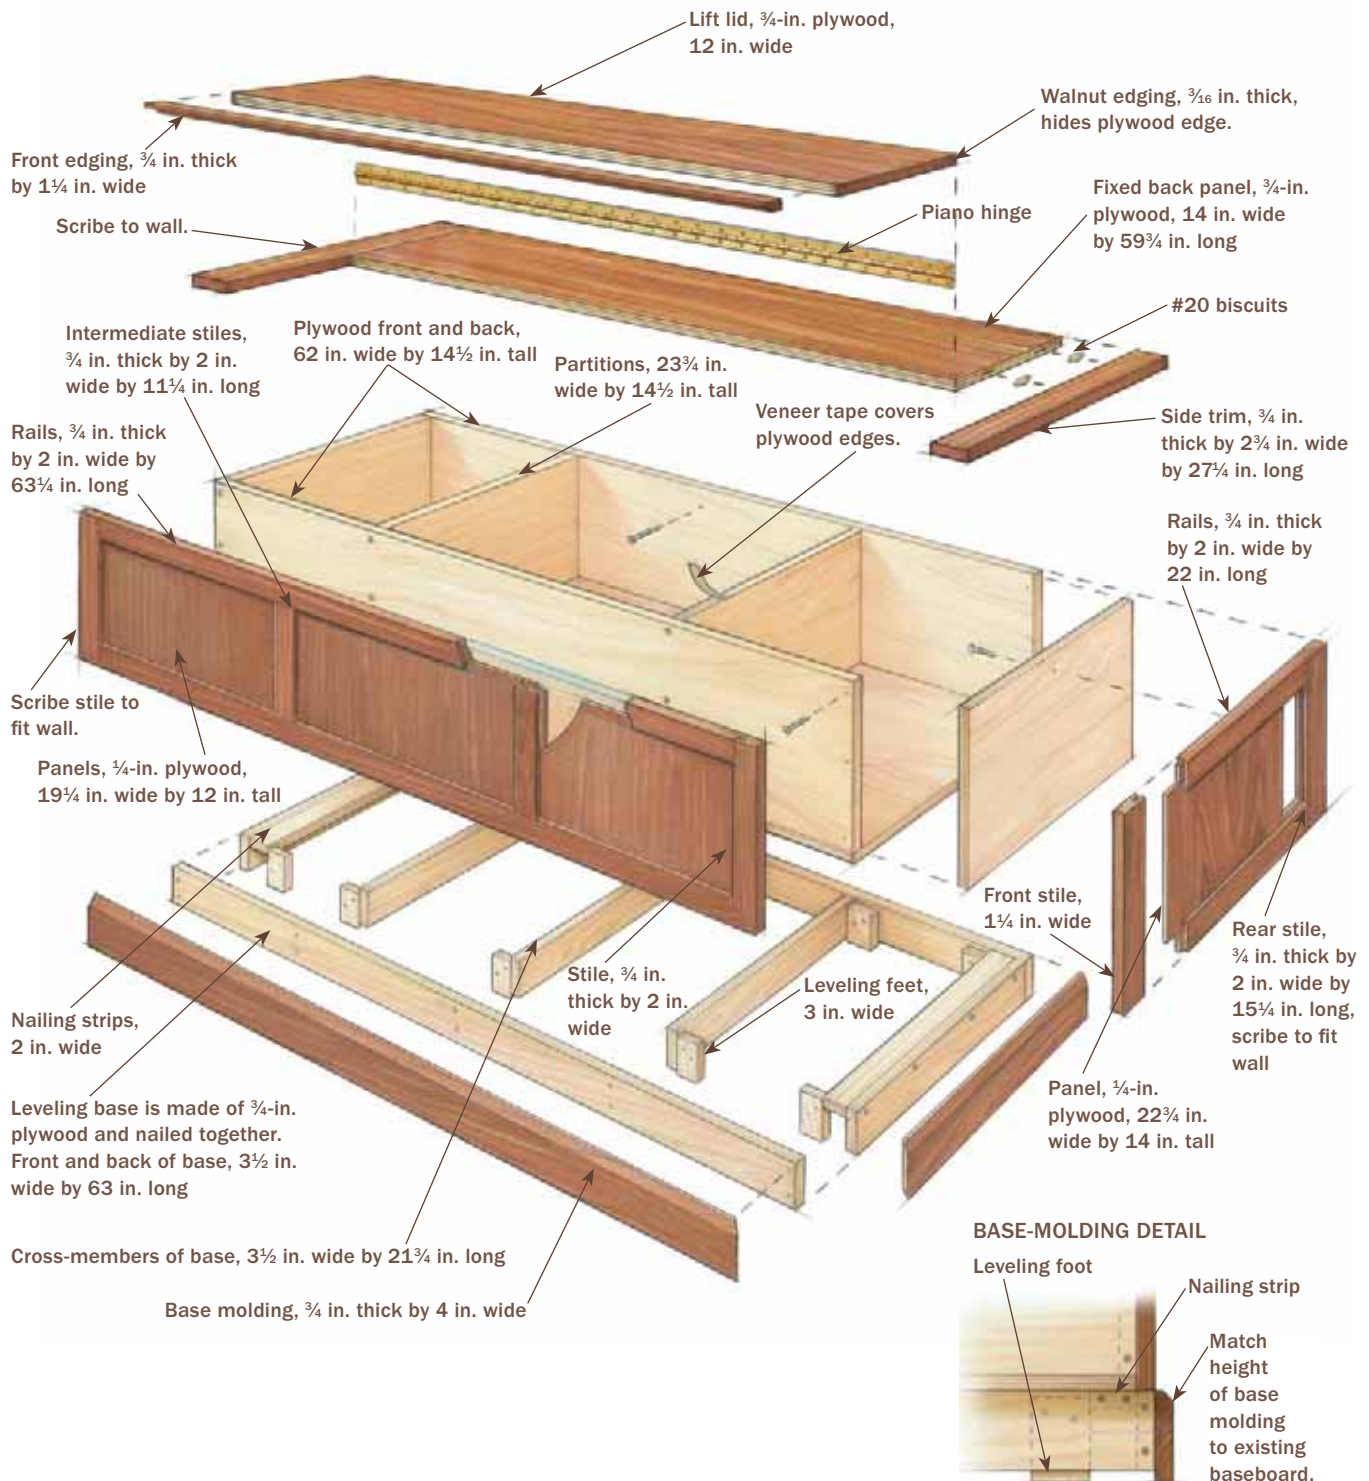 Lift lid, ¾-in. plywood,
12 in. wide
Walnut edging, 3⁄16 in. thick,
hides plywood edge.
Front edging, ¾ in. thick
by 1¼ in. wide
Fixed back panel, ¾-in.
plywood, 14 in. wide
by 59¾ in. long
Piano hinge
Scribe to wall.
#20 biscuits
Intermediate stiles,
¾ in. thick by 2 in.
wide by 11¼ in. long
Plywood front and back,
62 in. wide by 14½ in. tall
Partitions, 23¾ in.
wide by 14½ in. tall
Veneer tape covers
plywood edges.
Side trim, ¾ in.
thick by 2¾ in. wide
by 27¼ in. long
Rails, ¾ in. thick
by 2 in. wide by
63¼ in. long
Rails, ¾ in. thick
by 2 in. wide by
22 in. long
Scribe stile to
fit wall.
Panels, ¼-in. plywood,
19¼ in. wide by 12 in. tall
Front stile,
1¼ in. wide
Rear stile,
¾ in. thick by
2 in. wide by
15¼ in. long,
scribe to fit
wall
Stile, ¾ in.
thick by 2 in.
wide
Leveling feet,
3 in. wide
Nailing strips,
2 in. wide
Panel, ¼-in.
plywood, 22¾ in.
wide by 14 in. tall
Leveling base is made of ¾-in.
plywood and nailed together.
Front and back of base, 3½ in.
wide by 63 in. long
Cross-members of base, 3½ in. wide by 21¾ in. long
Base molding, ¾ in. thick by 4 in. wide
BASE-MOLDING DETAIL
Leveling foot
Nailing strip
Match
height
of base
molding
to existing
baseboard.